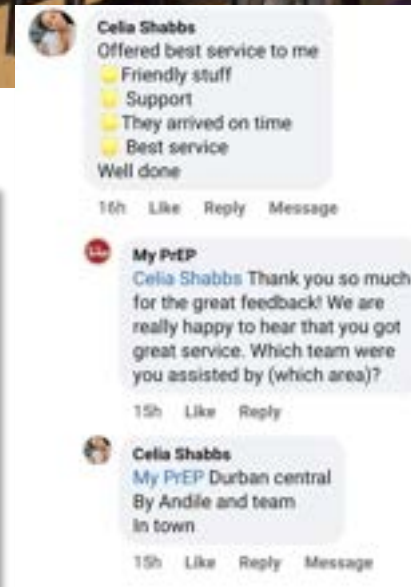 Celia Shabbs
Offered best service to me
Friendly stuff
Support
They arrived on time
Best service
Well done
16h Like Reply Message
My PrEP
Celia Shabbs Thank you so much
for the great feedback! We are
really happy to hear that you got
great service. Which team were
you assisted by (which area)?
15h Like Reply
Celia Shabbs
My PrEP Durban central
By Andile and team
In town
15h Like Reply Message